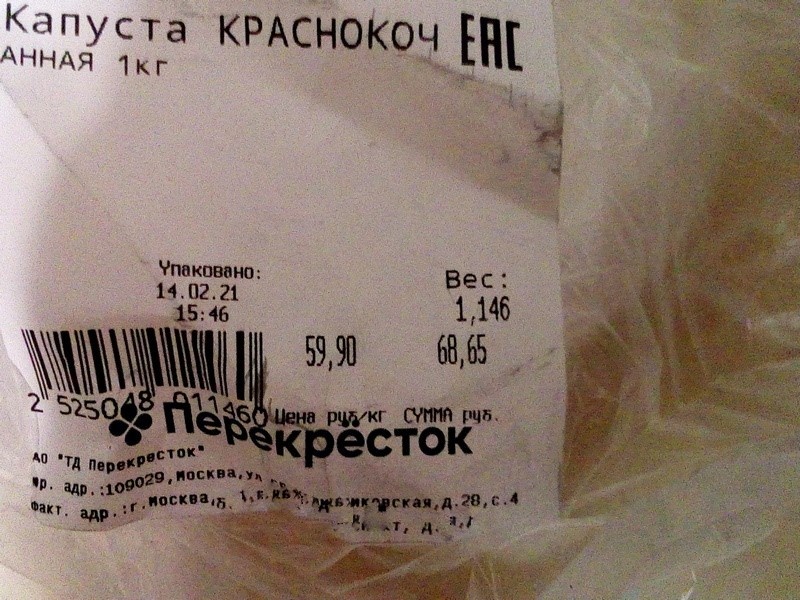 Капуста КРАСНОКОЧ ЕАС
АННАЯ 1кг
Упаковано:
14.02.21
15:46
Вес:
1,146
59,90 68,65
2 525048 011460
Цена руб/кг СУММА руб.
Перекрёсток
АО "ТД Перекресток"
адр.:109029,Москва,ул д.28,с.4
Факт. адр.:г.Москва,